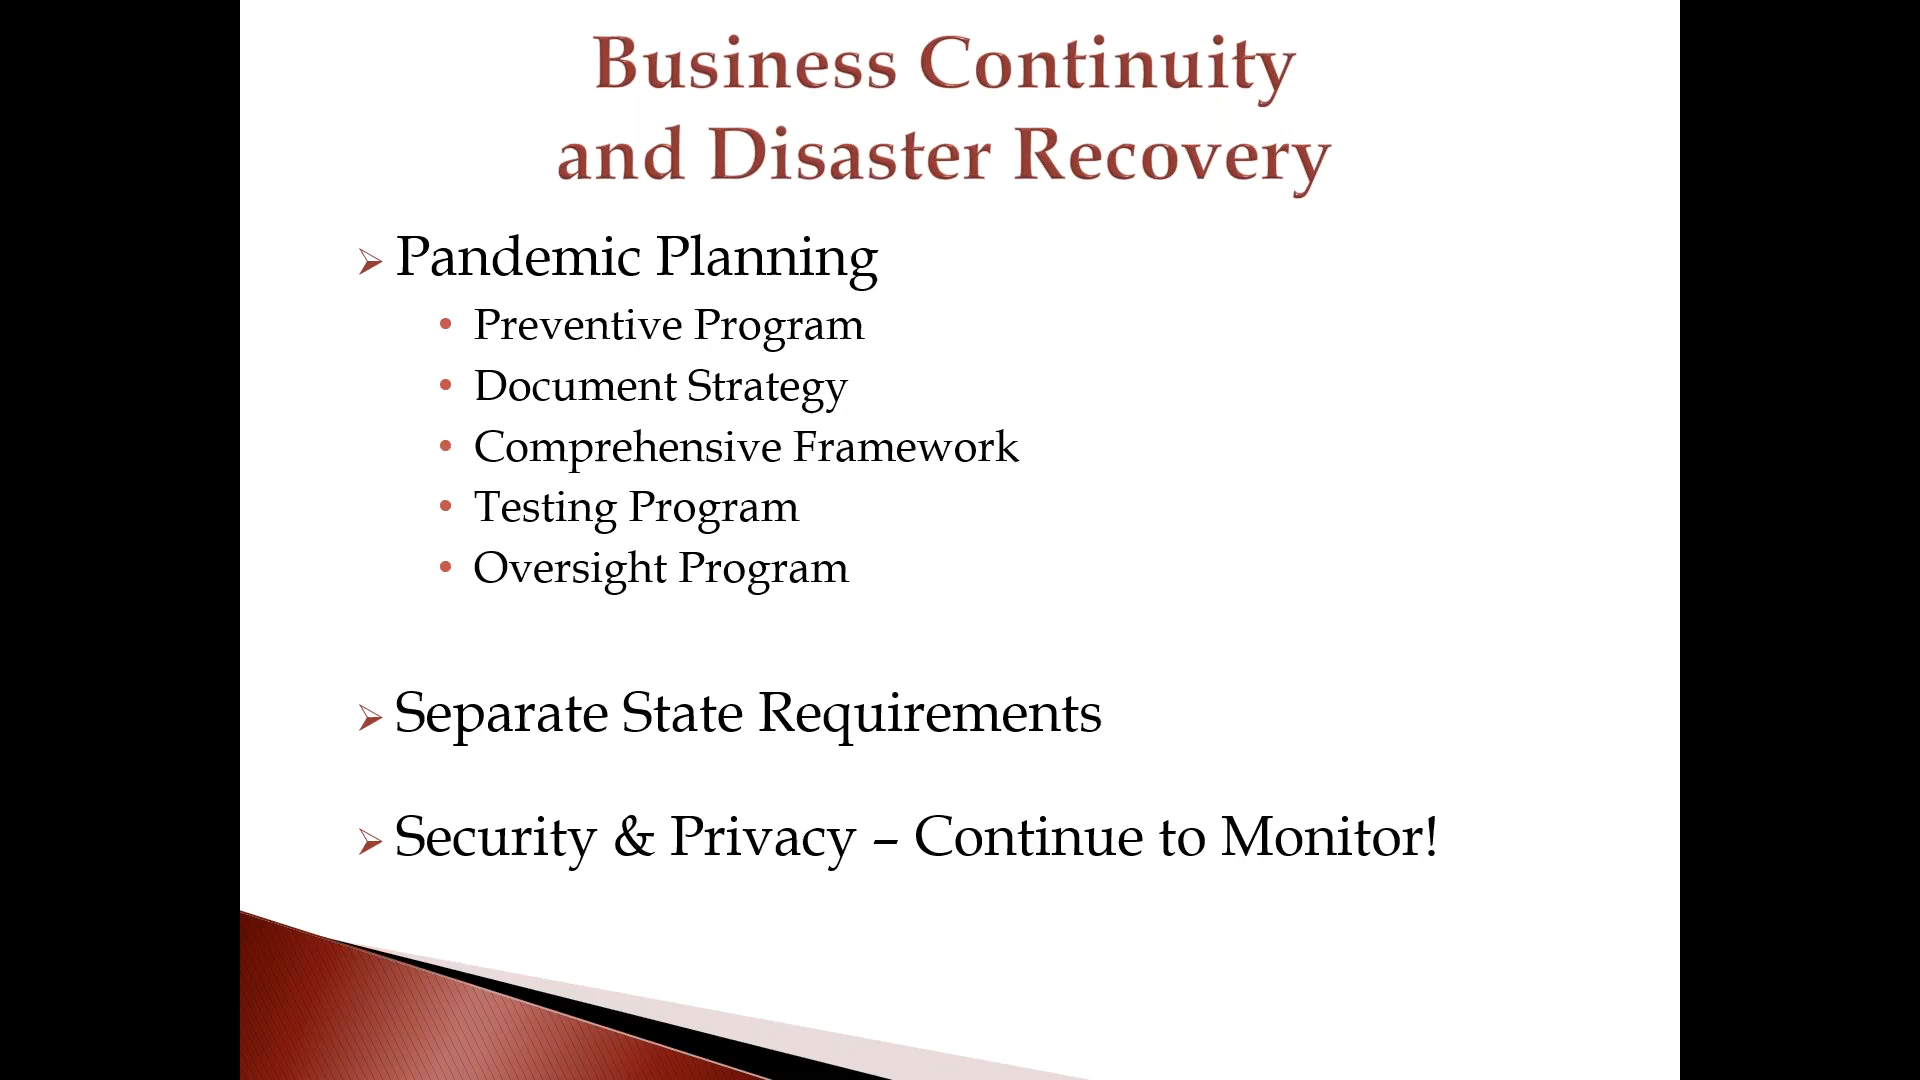 Business Continuity
and Disaster Recovery
➢ Pandemic Planning
• Preventive Program
• Document Strategy
• Comprehensive Framework
• Testing Program
• Oversight Program
➢ Separate State Requirements
➢ Security & Privacy – Continue to Monitor!